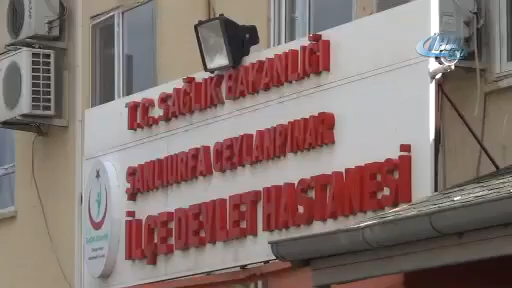 T.C. SAĞLIK BAKANLIĞI
ŞANLIURFA CEYLANPINAR
İLÇE DEVLET HASTANESİ